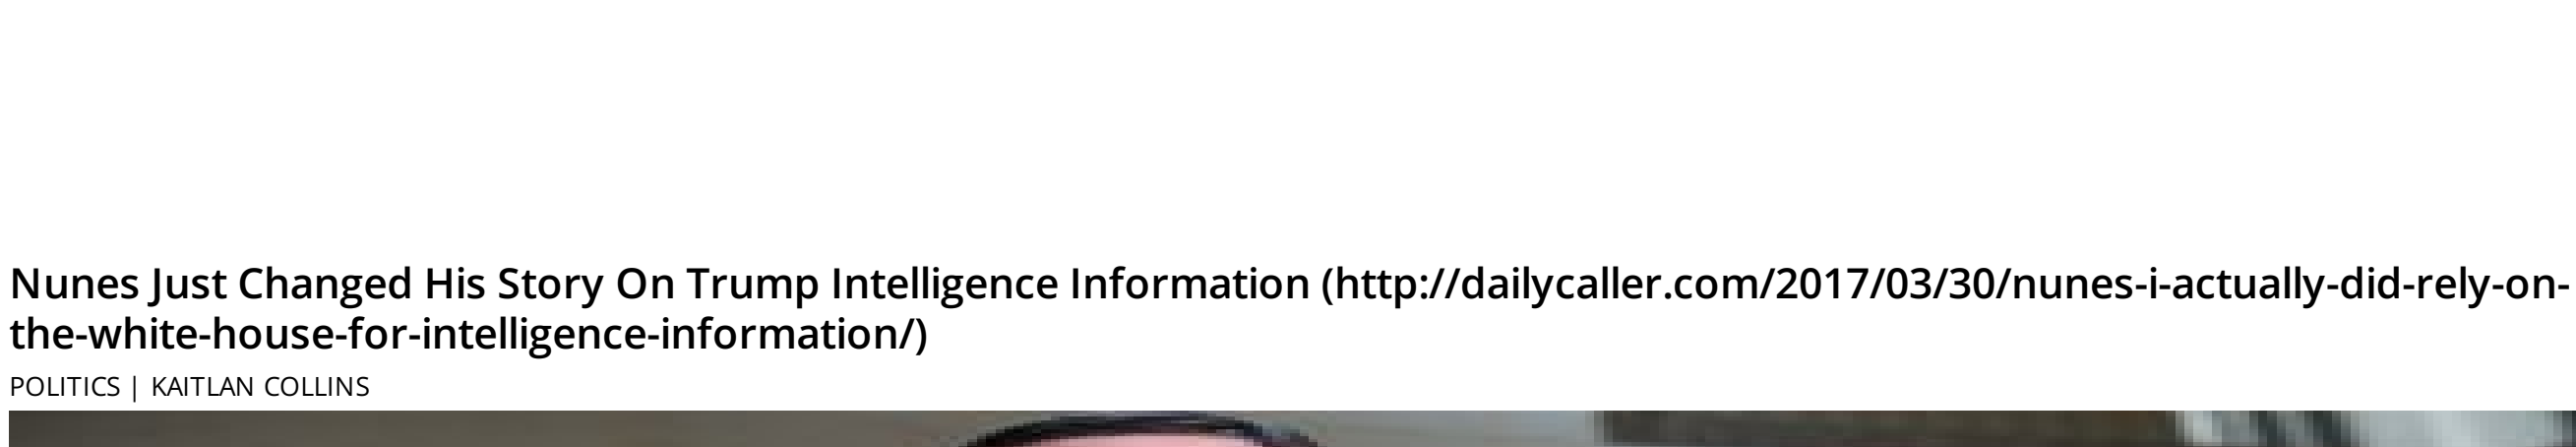 Nunes Just Changed His Story On Trump Intelligence Information (http://dailycaller.com/2017/03/30/nunes-i-actually-did-rely-on-
the-white-house-for-intelligence-information/)
POLITICS | KAITLAN COLLINS